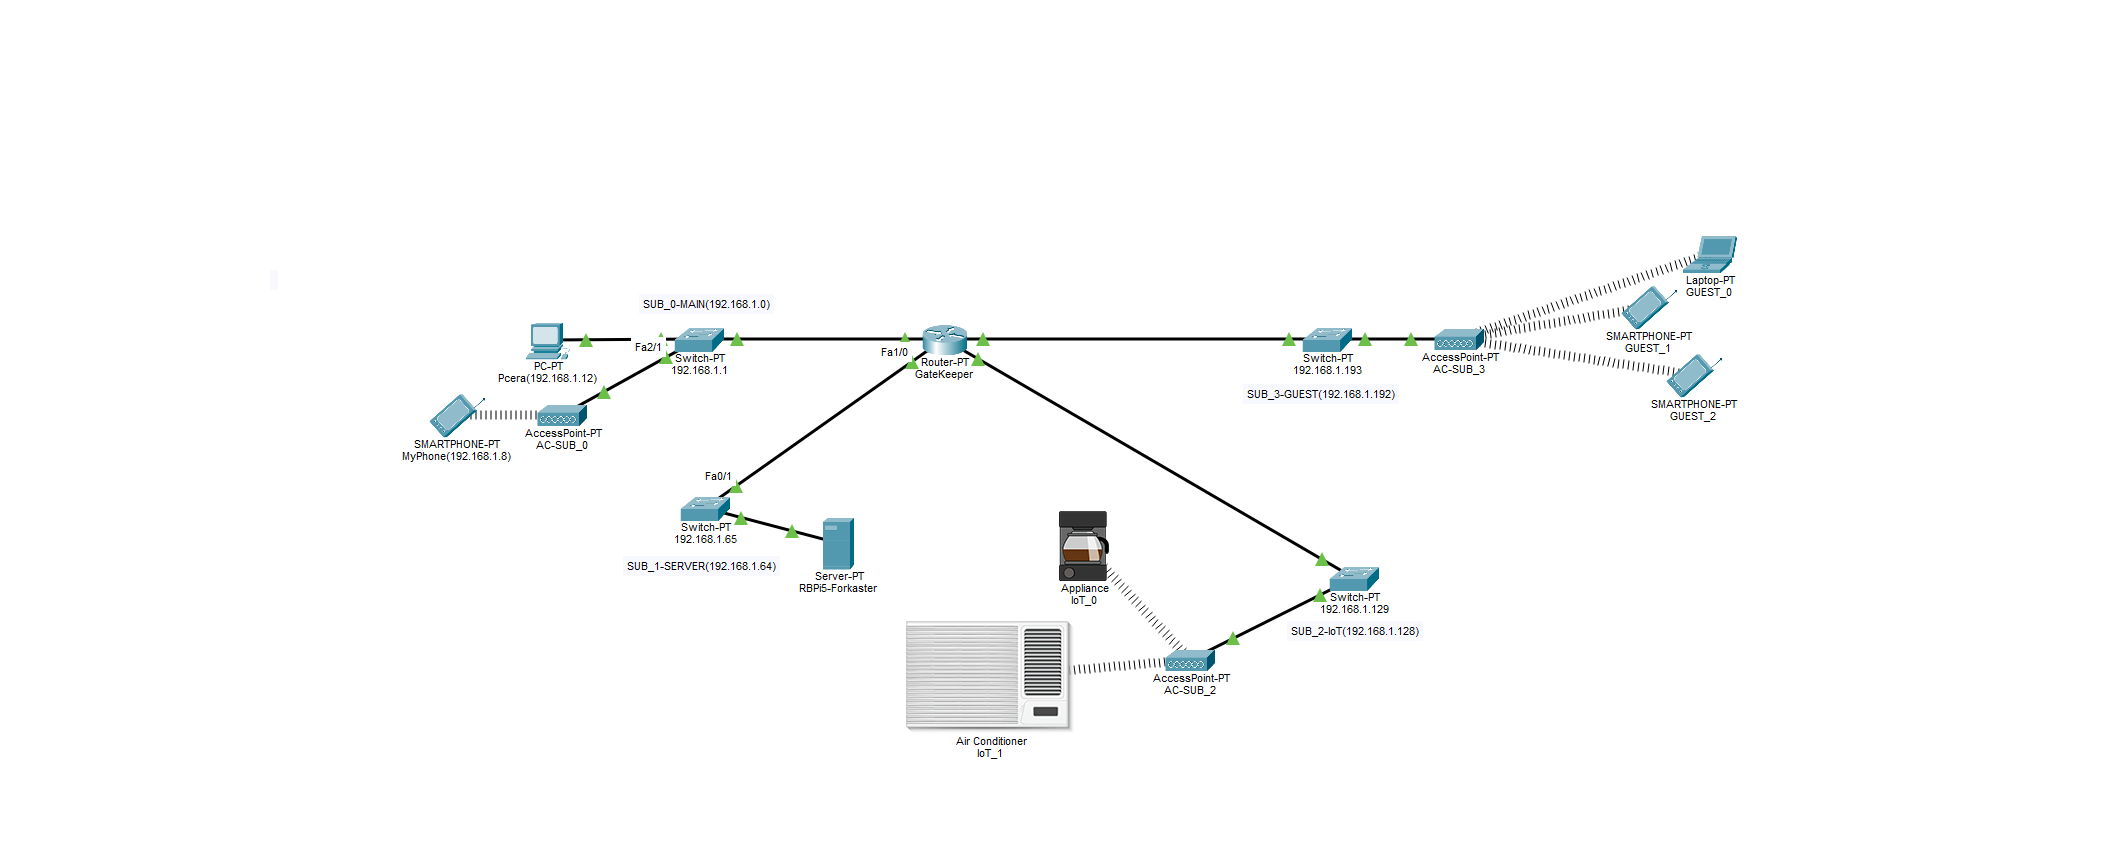 SUB_0-MAIN(192.168.1.0)
Fa2/1
PC-PT
Pcera(192.168.1.12)
Switch-PT
192.168.1.1
SMARTPHONE-PT
MyPhone(192.168.1.8)
AccessPoint-PT
AC-SUB_0
Fa1/0
Router-PT
GateKeeper
Switch-PT
192.168.1.193
SUB_3-GUEST(192.168.1.192)
AccessPoint-PT
AC-SUB_3
Laptop-PT
GUEST_0
SMARTPHONE-PT
GUEST_1
SMARTPHONE-PT
GUEST_2
Fa0/1
Switch-PT
192.168.1.65
SUB_1-SERVER(192.168.1.64)
Server-PT
RBPi5-Forkaster
Appliance
IoT_0
Switch-PT
192.168.1.129
SUB_2-IoT(192.168.1.128)
AccessPoint-PT
AC-SUB_2
Air Conditioner
IoT_1